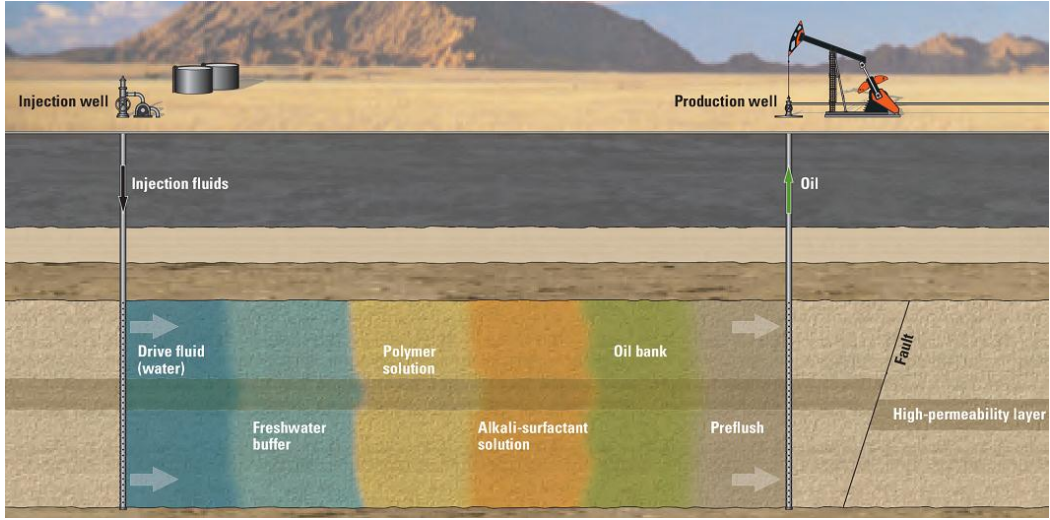 Injection well
Production well
Injection fluids
Oil
Drive fluid
(water)
Polymer
solution
Oil bank
Fault
High-permeability layer
Freshwater
buffer
Alkali-surfactant
solution
Preflush